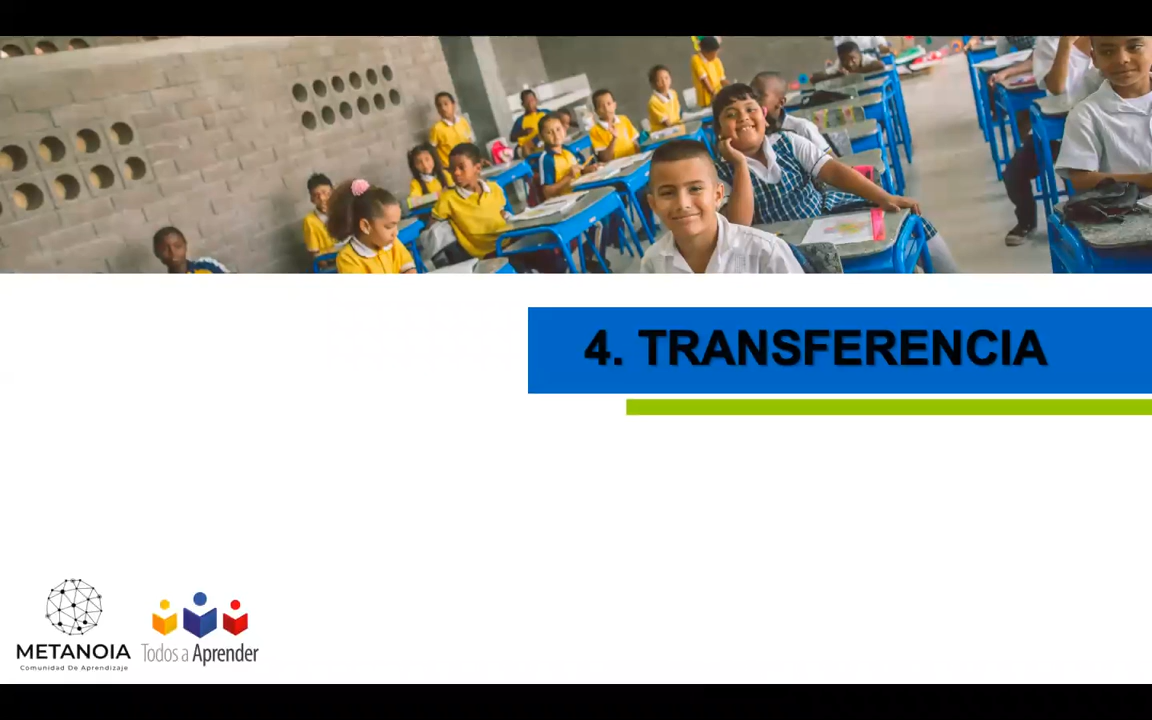 4. TRANSFERENCIA
METANOIA
Comunidad De Aprendizaje
Todos a Aprender